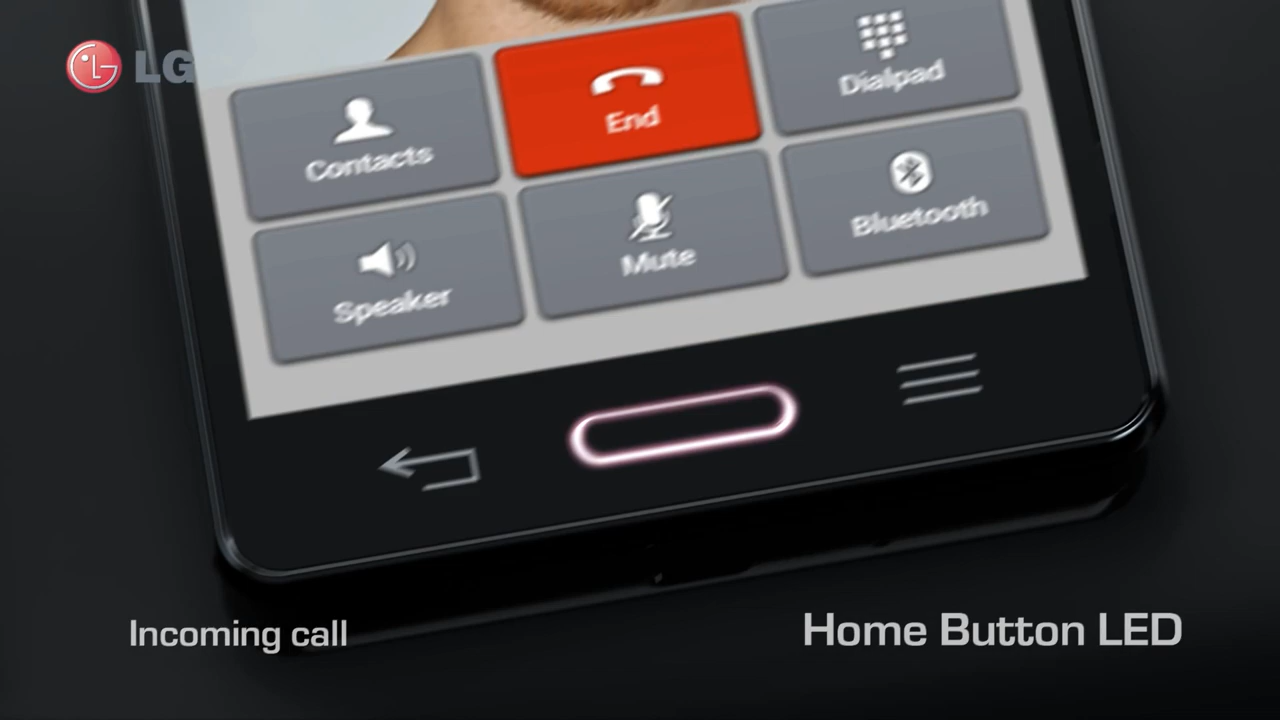 LG
Contacts
End
Dialpad
Speaker
Mute
Bluetooth
Incoming call
Home Button LED